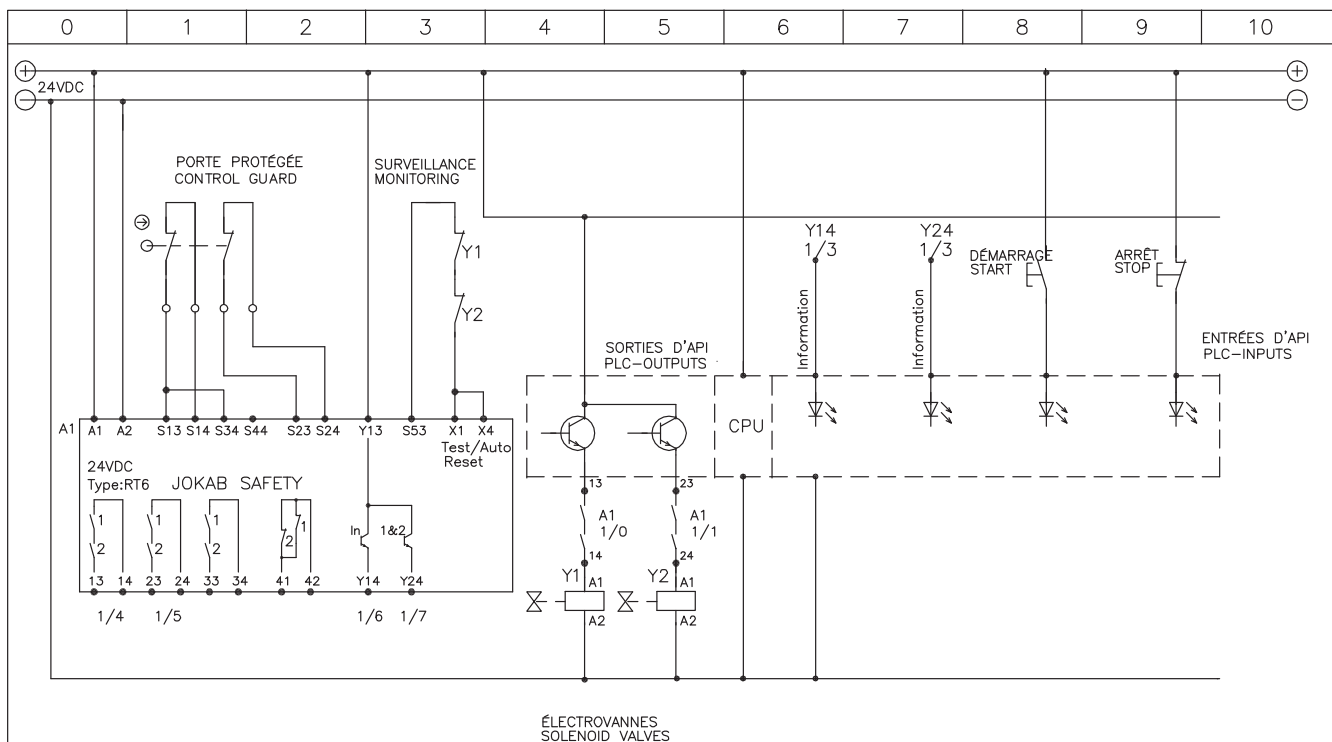 0 1 2 3 4 5 6 7 8 9 10
+ +
24VDC
− −
PORTE PROTÉGÉE
CONTROL GUARD
SURVEILLANCE
MONITORING
Y1
Y2
Y14
1/3
Y24
1/3
DÉMARRAGE
START
ARRÊT
STOP
Information
Information
SORTIES D'API
PLC-OUTPUTS
ENTRÉES D'API
PLC-INPUTS
CPU
A1 A1 A2 S13 S14 S34 S44 S23 S24 Y13 S53 X1 X4
Test/Auto
Reset
24VDC
Type:RT6 JOKAB SAFETY
1 1 1 1
2 2 2 2
In 1&2
13 14 23 24 33 34 41 42 Y14 Y24
1/4 1/5 1/6 1/7
13 23
A1
1/0
A1
1/1
14 24
Y1 A1 Y2 A1
A2 A2
ÉLECTROVANNES
SOLENOID VALVES